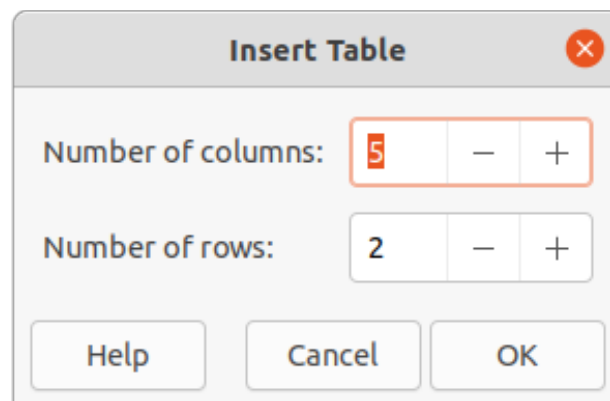 Insert Table
Number of columns: 5 − +
Number of rows: 2 − +
Help Cancel OK